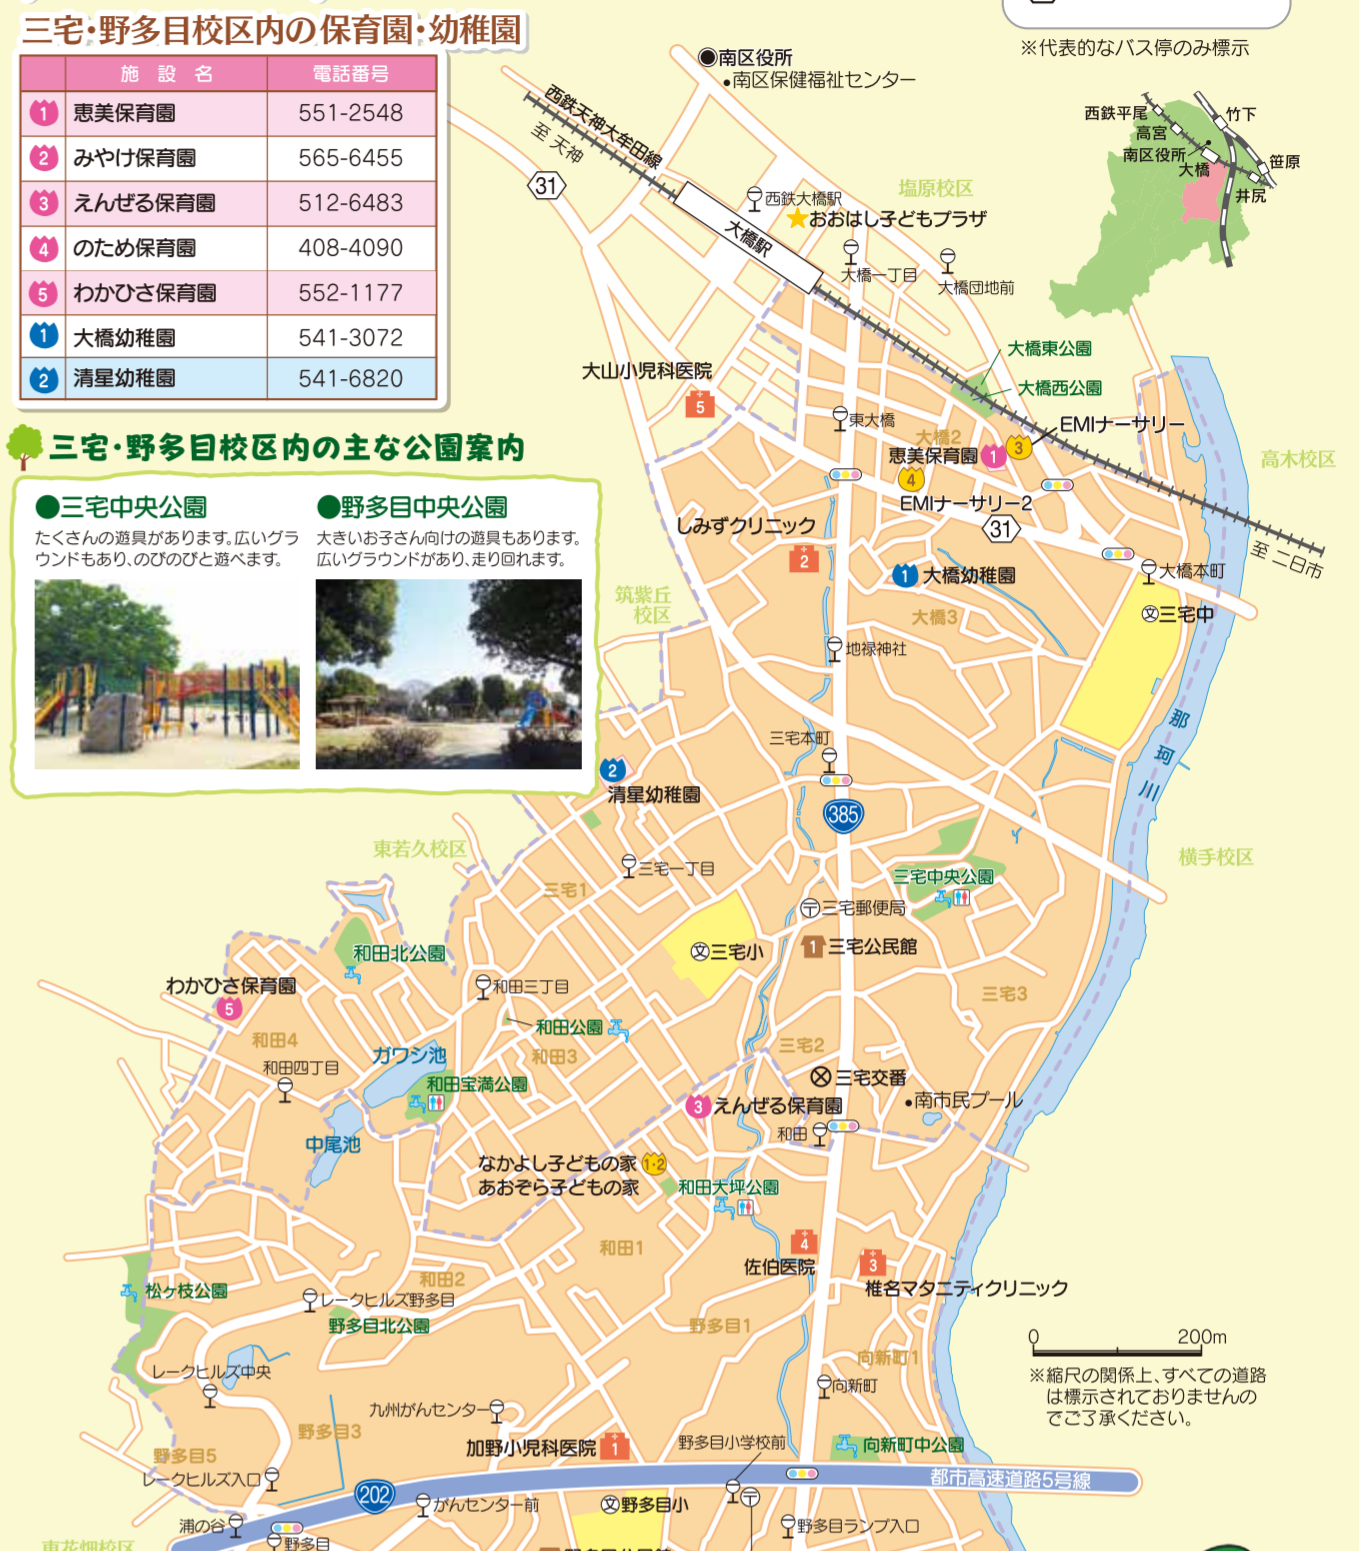 三宅・野多目校区内の保育園・幼稚園
施設名 電話番号
1 恵美保育園 551-2548
2 みやけ保育園 565-6455
3 えんぜる保育園 512-6483
4 のため保育園 408-4090
5 わかひさ保育園 552-1177
1 大橋幼稚園 541-3072
2 清星幼稚園 541-6820
三宅・野多目校区内の主な公園案内
●三宅中央公園
たくさんの遊具があります。広いグラ
ウンドもあり、のびのびと遊べます。
●野多目中央公園
大きいお子さん向けの遊具もあります。
広いグラウンドがあり、走り回れます。
※代表的なバス停のみ標示
西鉄平尾
高宮
南区役所
大橋
竹下
笹原
井尻
南区役所
・南区保健福祉センター
西鉄天神大牟田線
至 天神
31
西鉄大橋駅
塩原校区
おおはし子どもプラザ
大橋駅
大橋一丁目
大橋団地前
大橋東公園
大橋西公園
大山小児科医院
5
東大橋
大橋2
EMIナーサリー
3
恵美保育園
1
4
EMIナーサリー2
高木校区
31
しみずクリニック
2
至 二日市
大橋本町
1
大橋幼稚園
三宅中
筑紫丘
校区
大橋3
地禄神社
那珂川
三宅本町
2
清星幼稚園
385
東若久校区
三宅一丁目
三宅1
横手校区
三宅中央公園
三宅郵便局
文三宅小
1
三宅公民館
和田北公園
わかひさ保育園
5
和田三丁目
三宅3
和田公園
和田4
和田3
ガワシ池
三宅2
和田四丁目
和田宝満公園
三宅交番
3
えんぜる保育園
・南市民プール
和田
中尾池
なかよし子どもの家
1・2
あおぞら子どもの家
和田大坪公園
和田1
4
佐伯医院
3
椎名マタニティクリニック
和田2
松ヶ枝公園
レークヒルズ野多目
野多目北公園
野多目1
0 200m
向新町1
※縮尺の関係上、すべての道路
は標示されておりませんの
でご了承ください。
レークヒルズ中央
向新町
九州がんセンター
野多目3
加野小児科医院
1
野多目小学校前
向新町中公園
野多目5
レークヒルズ入口
都市高速道路5号線
202
がんセンター前
文野多目小
浦の谷
野多目
野多目ランプ入口
東花畑校区